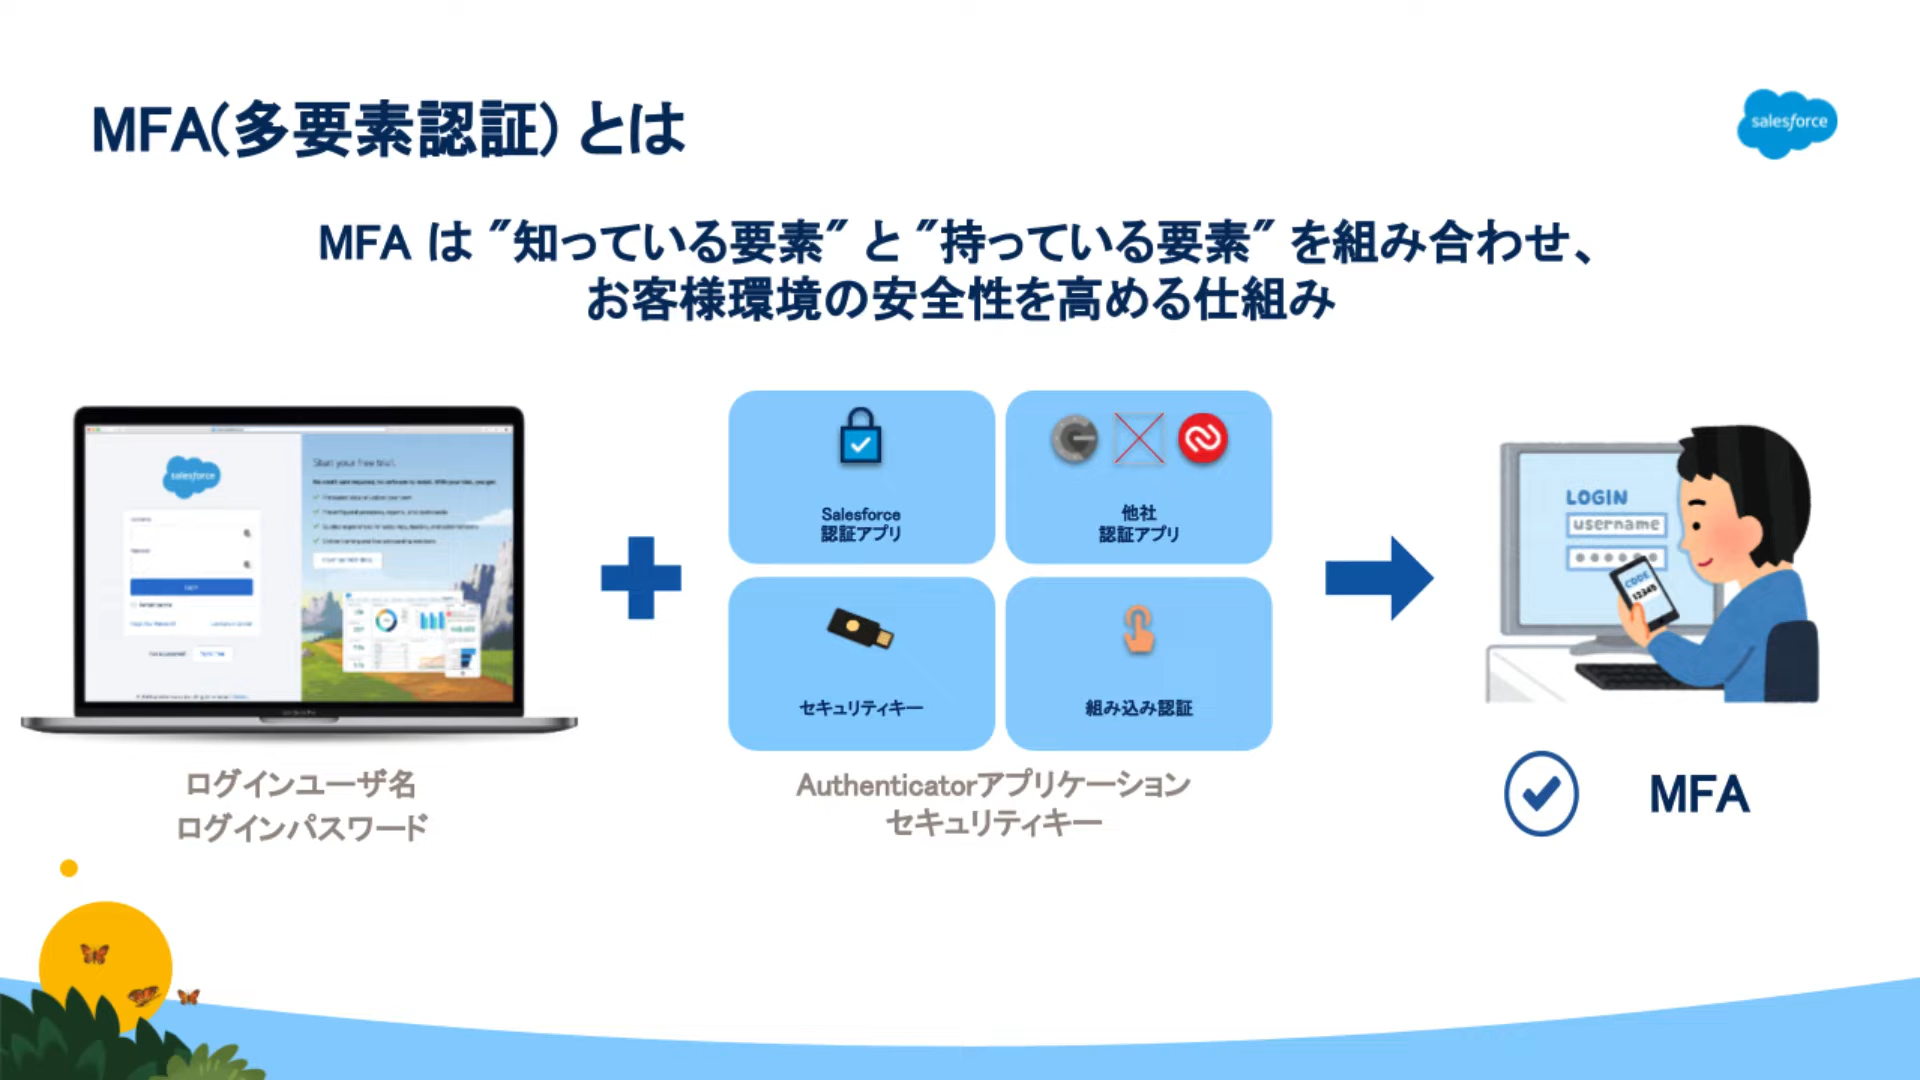 MFA(多要素認証) とは
salesforce
MFA は "知っている要素" と "持っている要素" を組み合わせ、
お客様環境の安全性を高める仕組み
salesforce
Start your free trial.
Salesforce
認証アプリ
他社
認証アプリ
セキュリティキー
組み込み認証
LOGIN
username
CODE
12345
ログインユーザ名
ログインパスワード
Authenticatorアプリケーション
セキュリティキー
MFA